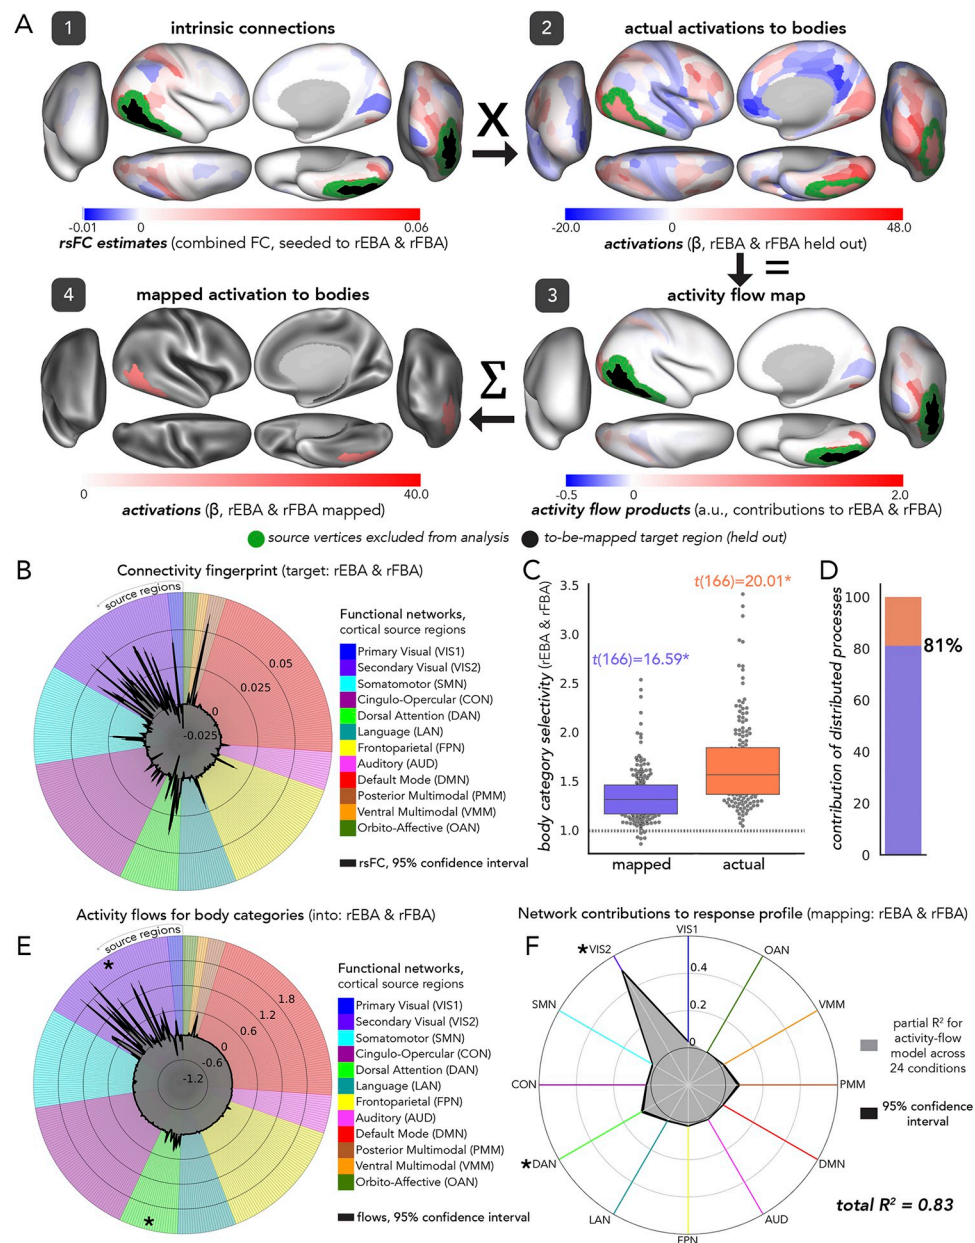 A
1
intrinsic connections
2
actual activations to bodies
X
-0.01
0
0.06
rsFC estimates (combined FC, seeded to rEBA & rFBA)
-20.0
0
48.0
activations (β, rEBA & rFBA held out)
=
4
mapped activation to bodies
3
activity flow map
Σ
0
40.0
activations (β, rEBA & rFBA mapped)
-0.5
0
2.0
activity flow products (a.u., contributions to rEBA & rFBA)
source vertices excluded from analysis
to-be-mapped target region (held out)
B
Connectivity fingerprint (target: rEBA & rFBA)
source regions
0.05
0.025
0
-0.025
Functional networks,
cortical source regions
Primary Visual (VIS1)
Secondary Visual (VIS2)
Somatomotor (SMN)
Cingulo-Opercular (CON)
Dorsal Attention (DAN)
Language (LAN)
Frontoparietal (FPN)
Auditory (AUD)
Default Mode (DMN)
Posterior Multimodal (PMM)
Ventral Multimodal (VMM)
Orbito-Affective (OAN)
rsFC, 95% confidence interval
C
body category selectivity (rEBA & rFBA)
3.5
3.0
2.5
2.0
1.5
1.0
t(166)=16.59*
t(166)=20.01*
mapped
actual
D
contribution of distributed processes
100
80
60
40
20
0
81%
E
Activity flows for body categories (into: rEBA & rFBA)
source regions
*
1.8
1.2
0.6
0
-0.6
-1.2
*
Functional networks,
cortical source regions
Primary Visual (VIS1)
Secondary Visual (VIS2)
Somatomotor (SMN)
Cingulo-Opercular (CON)
Dorsal Attention (DAN)
Language (LAN)
Frontoparietal (FPN)
Auditory (AUD)
Default Mode (DMN)
Posterior Multimodal (PMM)
Ventral Multimodal (VMM)
Orbito-Affective (OAN)
flows, 95% confidence interval
F
Network contributions to response profile (mapping: rEBA & rFBA)
VIS1
OAN
VMM
PMM
DMN
AUD
FPN
LAN
*DAN
CON
SMN
*VIS2
0.4
0.2
0
partial R² for
activity-flow
model across
24 conditions
95% confidence
interval
total R² = 0.83